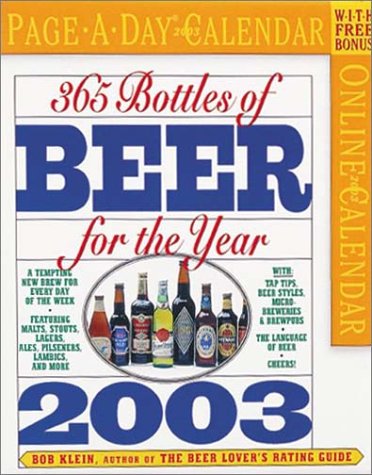 PAGE·A·DAY® 2003 CALENDAR
WITH
FREE
BONUS
ONLINE 2003 CALENDAR
365 Bottles of
BEER
for the Year
A TEMPTING
NEW BREW FOR
EVERY DAY OF
THE WEEK
•
FEATURING
MALTS, STOUTS,
LAGERS,
ALES, PILSENERS,
LAMBICS,
AND MORE
WITH:
TAP TIPS,
BEER STYLES,
MICRO-
BREWERIES &
BREWPUBS
•
THE LANGUAGE
OF BEER
•
CHEERS!
2003
BOB KLEIN, AUTHOR OF THE BEER LOVER'S RATING GUIDE